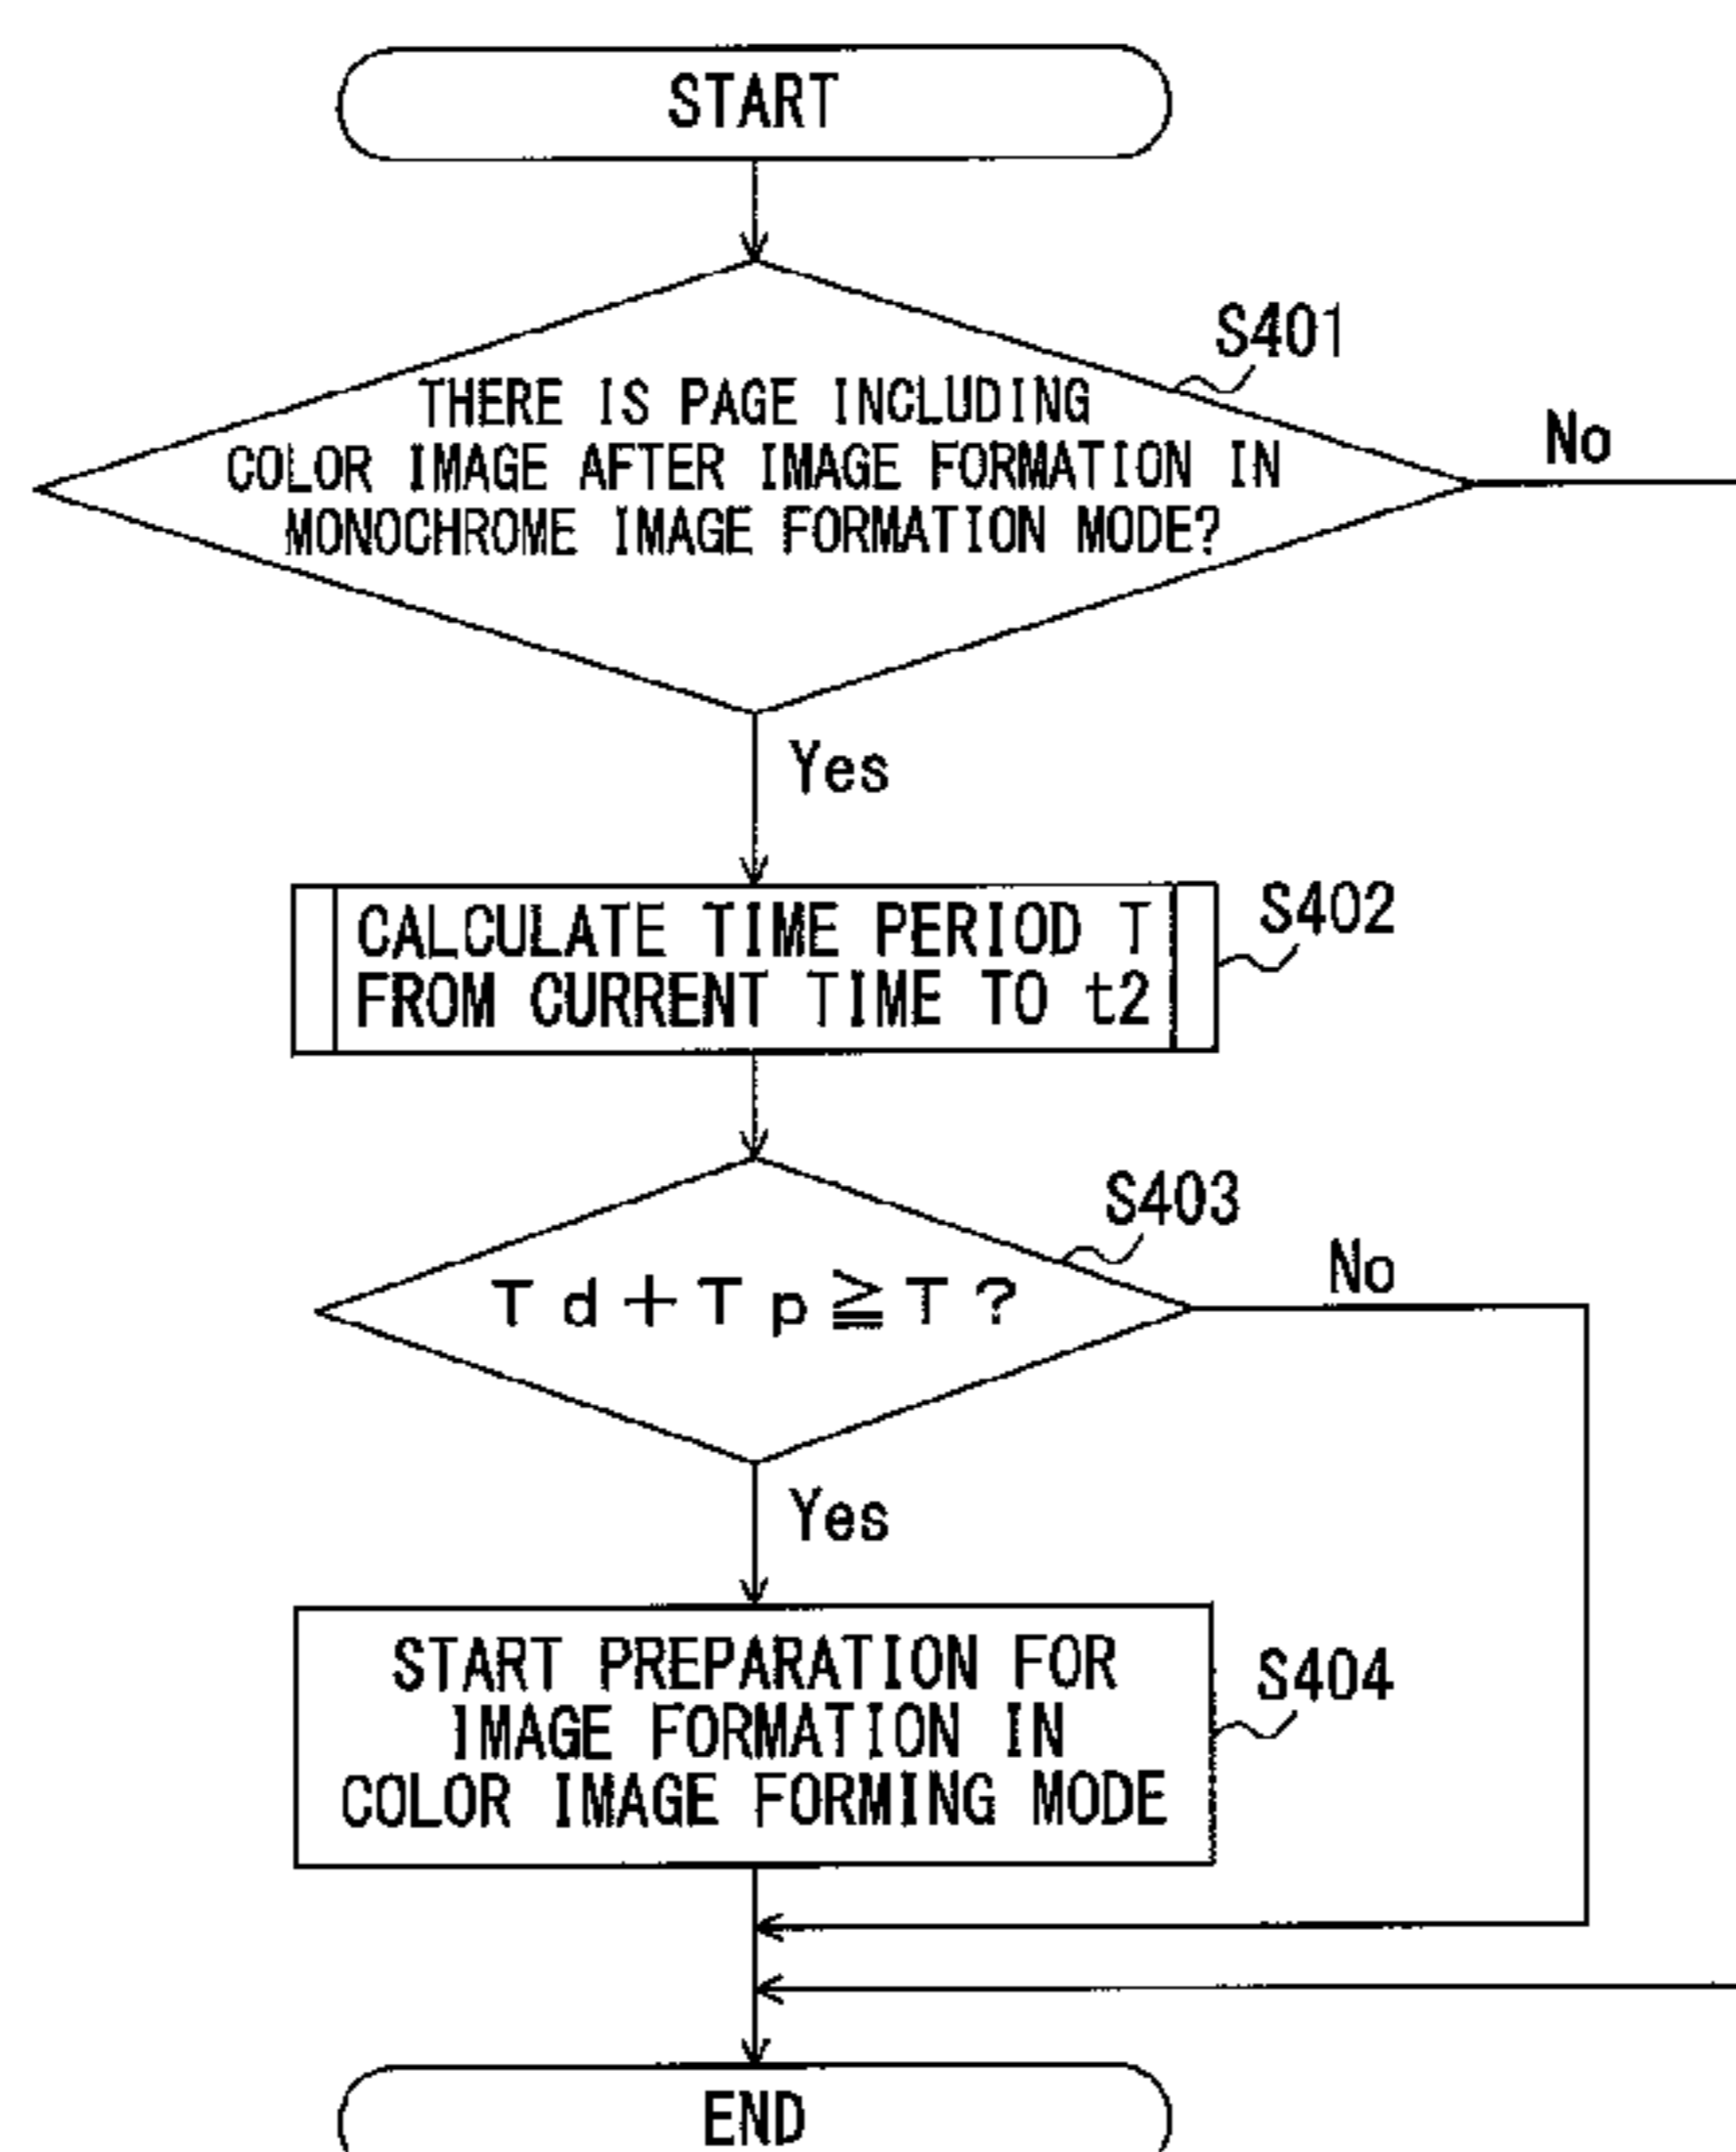 START
S401
THERE IS PAGE INCLUDING
COLOR IMAGE AFTER IMAGE FORMATION IN
MONOCHROME IMAGE FORMATION MODE?
No
Yes
CALCULATE TIME PERIOD T
FROM CURRENT TIME TO t2
S402
S403
Td+Tp≧T?
No
Yes
START PREPARATION FOR
IMAGE FORMATION IN
COLOR IMAGE FORMING MODE
S404
END